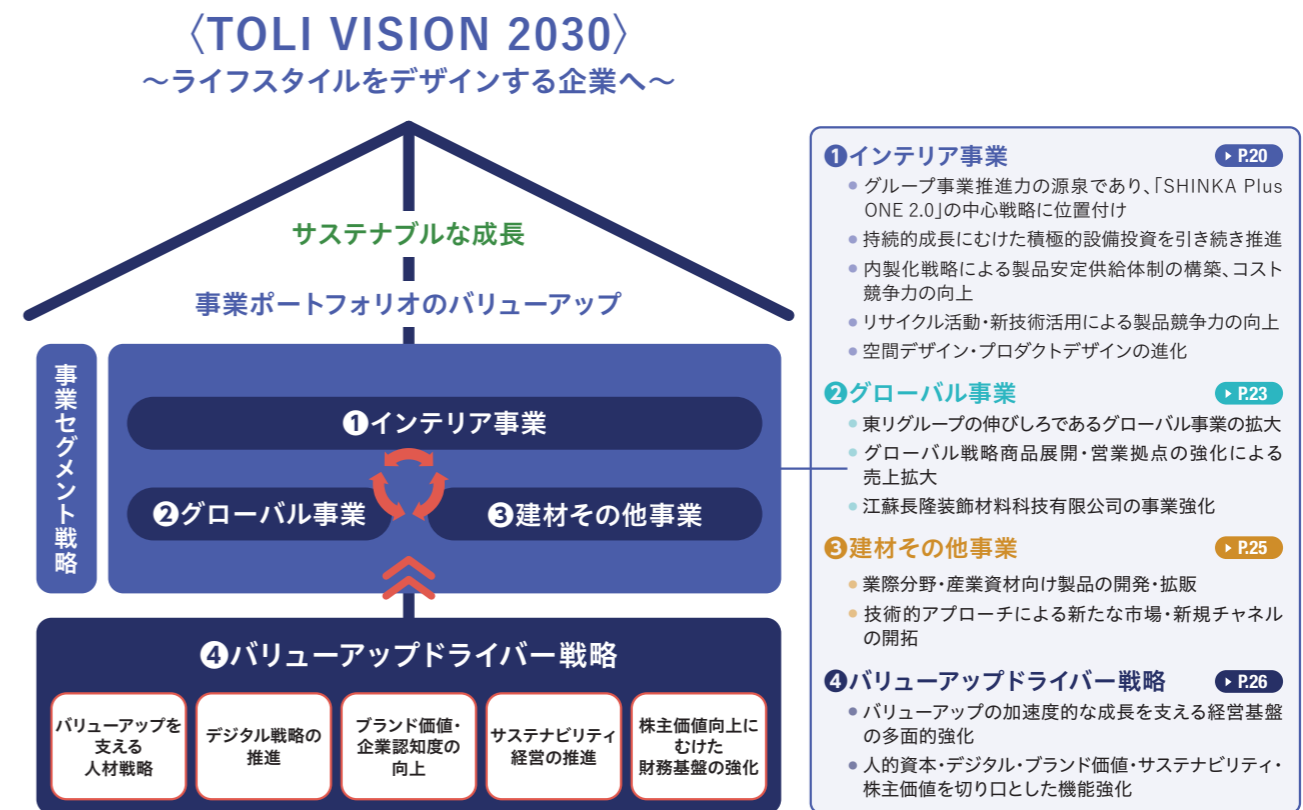 〈TOLI VISION 2030〉
～ライフスタイルをデザインする企業へ～
サステナブルな成長
事業ポートフォリオのバリューアップ
事業セグメント戦略
❶インテリア事業
❷グローバル事業
❸建材その他事業
❹バリューアップドライバー戦略
バリューアップを
支える
人材戦略
デジタル戦略の
推進
ブランド価値・
企業認知度の
向上
サステナビリティ
経営の推進
株主価値向上に
むけた
財務基盤の強化
❶インテリア事業 ▶ P.20
● グループ事業推進力の源泉であり、「SHINKA Plus
ONE 2.0」の中心戦略に位置付け
● 持続的成長にむけた積極的設備投資を引き続き推進
● 内製化戦略による製品安定供給体制の構築、コスト
競争力の向上
● リサイクル活動・新技術活用による製品競争力の向上
● 空間デザイン・プロダクトデザインの進化
❷グローバル事業 ▶ P.23
● 東リグループの伸びしろであるグローバル事業の拡大
● グローバル戦略商品展開・営業拠点の強化による
売上拡大
● 江蘇長隆装飾材料科技有限公司の事業強化
❸建材その他事業 ▶ P.25
● 業際分野・産業資材向け製品の開発・拡販
● 技術的アプローチによる新たな市場・新規チャネル
の開拓
❹バリューアップドライバー戦略 ▶ P.26
● バリューアップの加速度的な成長を支える経営基盤
の多面的強化
● 人的資本・デジタル・ブランド価値・サステナビリティ・
株主価値を切り口とした機能強化